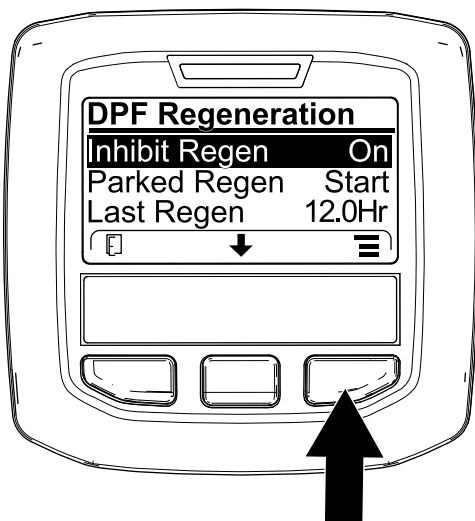 DPF Regeneration
Inhibit Regen On
Parked Regen Start
Last Regen 12.0Hr